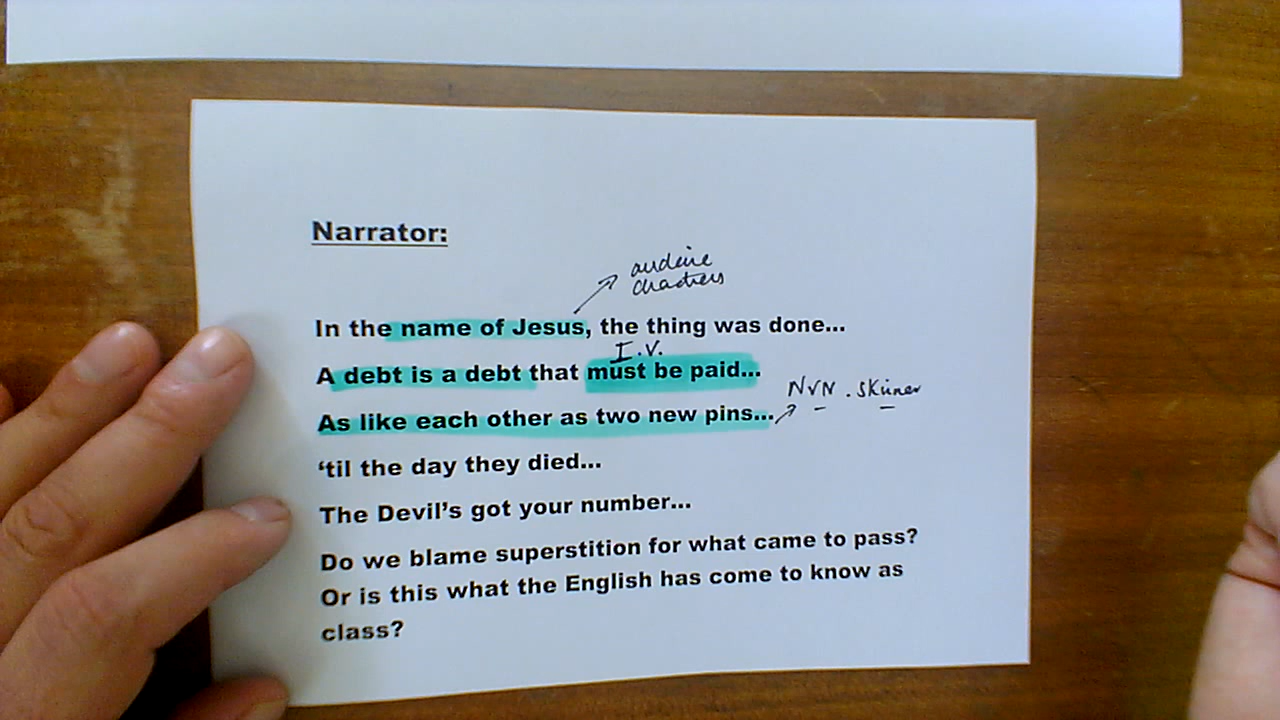 Narrator:
audeine
In the name of Jesus, the thing was done...
I.V.
A debt is a debt that must be paid...
NVN.
As like each other as two new pins...
‘til the day they died...
The Devil’s got your number...
Do we blame superstition for what came to pass?
Or is this what the English has come to know as
class?